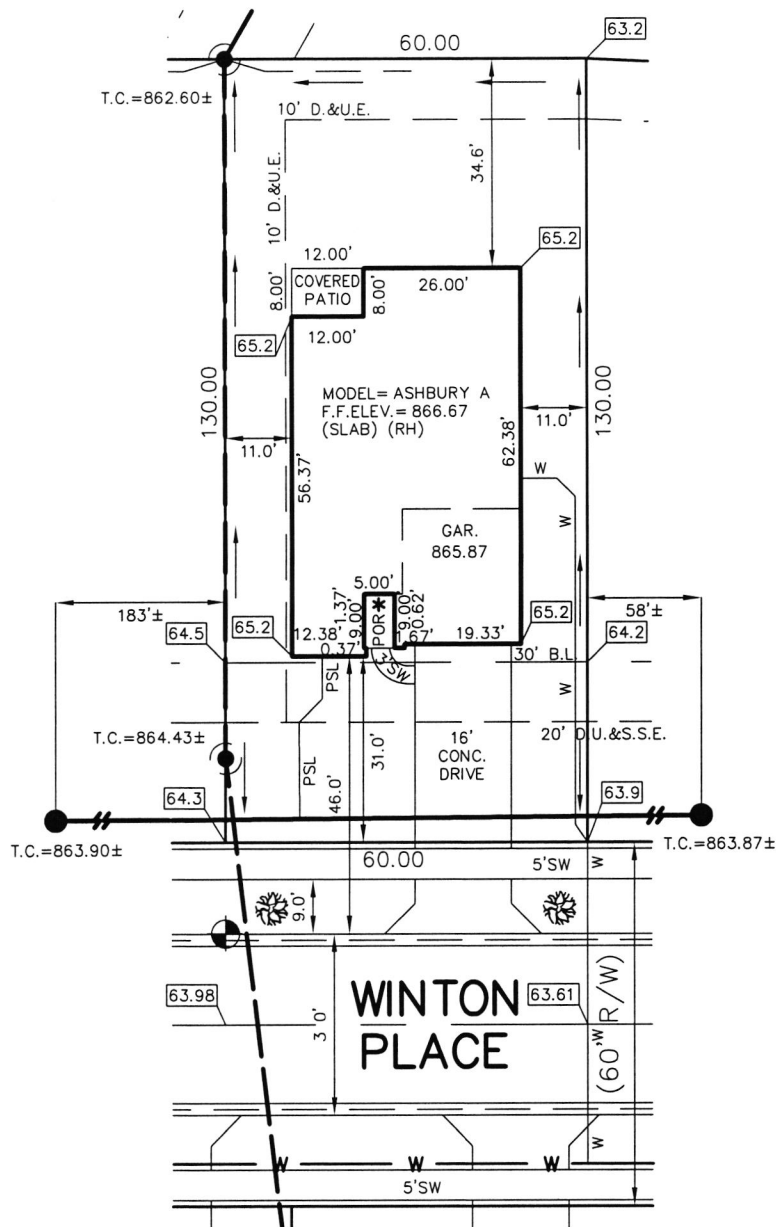 60.00
63.2
T.C.=862.60±
10' D.&U.E.
10' D.&U.E.
34.6'
12.00'
65.2
COVERED
PATIO
8.00'
8.00'
26.00'
12.00'
65.2
MODEL= ASHBURY A
F.F.ELEV.= 866.67
(SLAB) (RH)
130.00
130.00
11.0'
11.0'
56.37'
62.38'
W
W
GAR.
865.87
5.00'
183'±
58'±
1.37'
9.00'
POR
19.00'
0.62'
64.5
65.2
12.38'
0.37'
.67'
19.33'
65.2
64.2
3'SW
30' B.L.
PSL
W
T.C.=864.43±
20' D.U.&S.S.E.
16'
CONC.
DRIVE
PSL
46.0'
31.0'
W
64.3
63.9
T.C.=863.90±
T.C.=863.87±
60.00
5'SW
W
9.0'
63.98
WINTON
PLACE
63.61
3 0'
W
(60' R/W)
W
W
W
W
W
5'SW